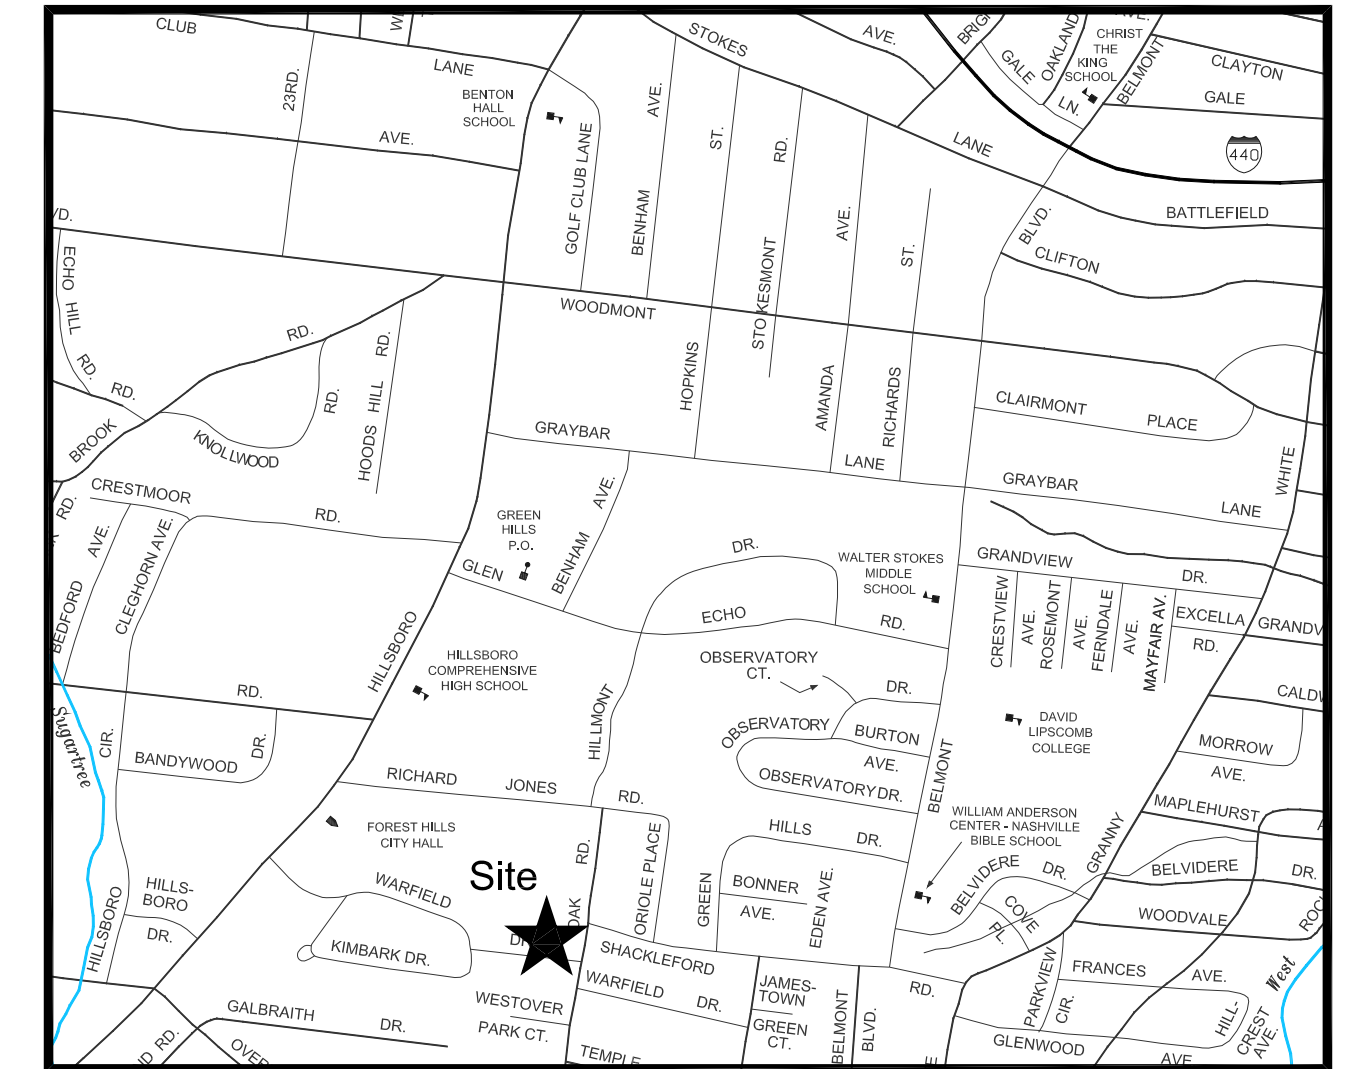 CLUB
LANE
23RD.
AVE.
BENTON
HALL
SCHOOL
GOLF CLUB LANE
BENHAM
AVE.
STOKES
LANE
ST.
RD.
AVE.
ST.
AVE.
GALE
LN.
OAKLAND
CHRIST
THE
KING
SCHOOL
BELMONT
BLVD.
CLAYTON
GALE
440
BATTLEFIELD
CLIFTON
ECHO HILL
RD.
RD.
BROOK
RD.
KNOLLWOOD
RD.
HOODS HILL RD.
WOODMONT
HOPKINS
STOKESMONT
AMANDA
RICHARDS
CLAIRMONT
PLACE
GRAYBAR
LANE
GRAYBAR
LANE
WHITE
CRESTMOOR
RD.
RD.
BEDFORD
AVE.
CLEGHORN AVE.
GREEN
HILLS
P.O.
GLEN
BENHAM
AVE.
ECHO
RD.
DR.
WALTER STOKES
MIDDLE
SCHOOL
GRANDVIEW
DR.
CRESTVIEW
AVE.
ROSEMONT
AVE.
FERNDALE
AVE.
MAYFAIR AV.
EXCELLA
RD.
HILLSBORO
HILLSBORO
COMPREHENSIVE
HIGH SCHOOL
OBSERVATORY
CT.
OBSERVATORY
DR.
BURTON
AVE.
OBSERVATORY DR.
HILLMONT
BELMONT
DAVID
LIPSCOMB
COLLEGE
MORROW
AVE.
MAPLEHURST
Sugartree
RD.
CIR.
BANDYWOOD
DR.
RICHARD
JONES
RD.
FOREST HILLS
CITY HALL
Site
WARFIELD
KIMBARK DR.
RD.
OAK
ORIOLE PLACE
HILLS
DR.
GREEN
BONNER
AVE.
EDEN AVE.
WILLIAM ANDERSON
CENTER - NASHVILLE
BIBLE SCHOOL
BELVIDERE
DR.
GRANNY
BELVIDERE
DR.
WOODVALE
COVE
PL.
HILLSBORO
HILLS-
BORO
DR.
SHACKLEFORD
RD.
WARFIELD
DR.
WESTOVER
PARK CT.
JAMES-
TOWN
GREEN
CT.
BELMONT
BLVD.
PARKVIEW
CIR.
FRANCES
AVE.
HILL-
CREST
AVE.
West
GLENWOOD
AVE
GALBRAITH
DR.
RD.